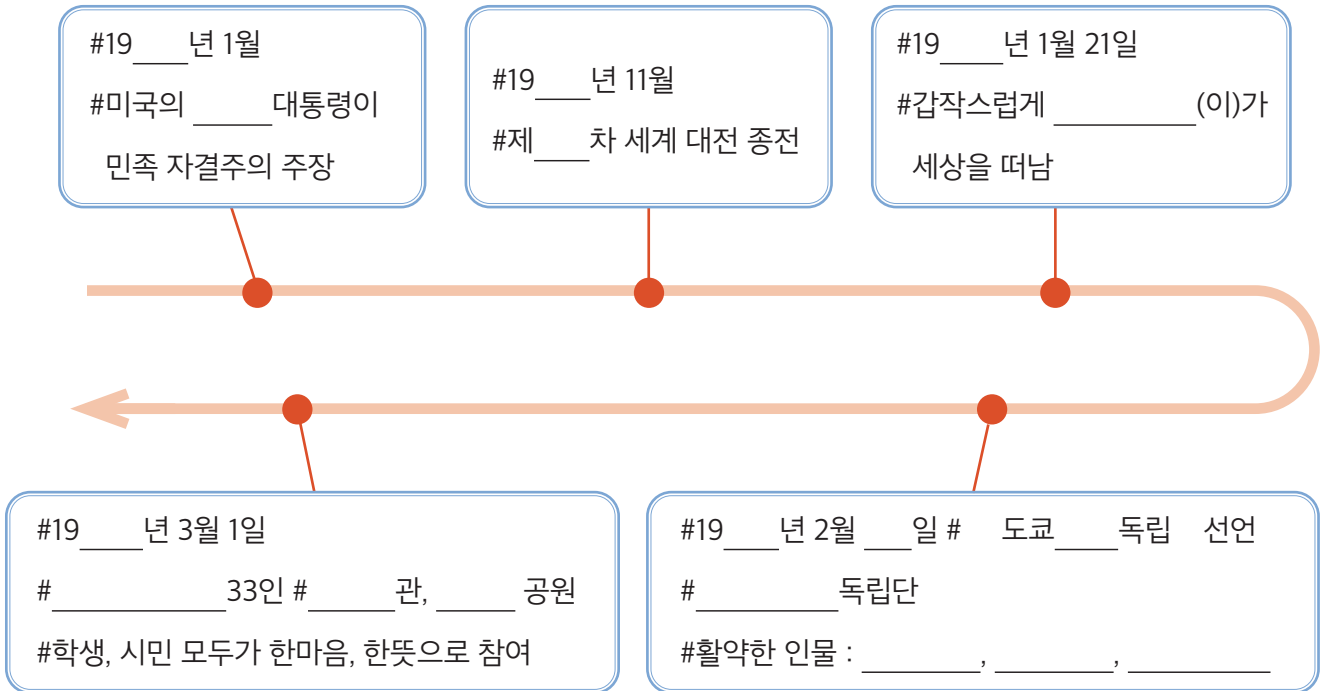 #19____년 1월
#미국의 _____대통령이
민족 자결주의 주장
#19____년 11월
#제____차 세계 대전 종전
#19____년 1월 21일
#갑작스럽게 _________(이)가
세상을 떠남
#19____년 3월 1일
#___________33인 #______관, _____ 공원
#학생, 시민 모두가 한마음, 한뜻으로 참여
#19____년 2월 ___일 # 도쿄____독립 선언
#_________독립단
#활약한 인물 : ________, ________, _________